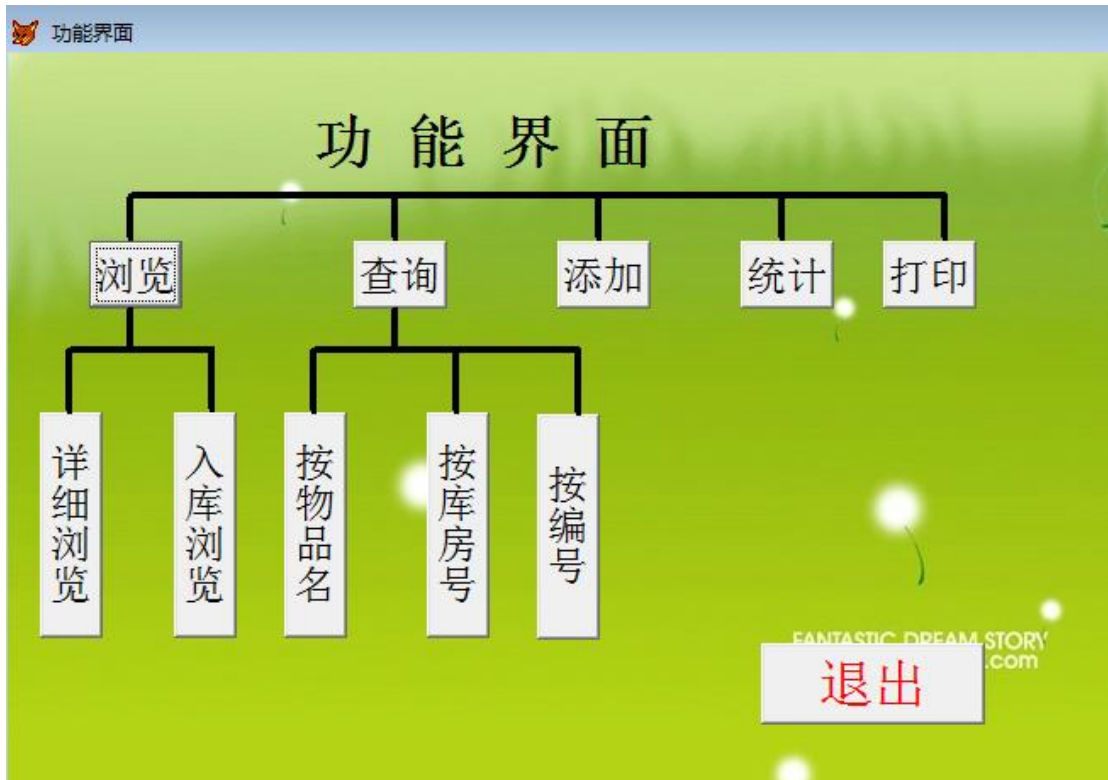 功能界面
功 能 界 面
浏览 查询 添加 统计 打印
详细浏览 入库浏览 按物品名 按库房号 按编号
FANTASTIC DREAM STORY
.com
退出